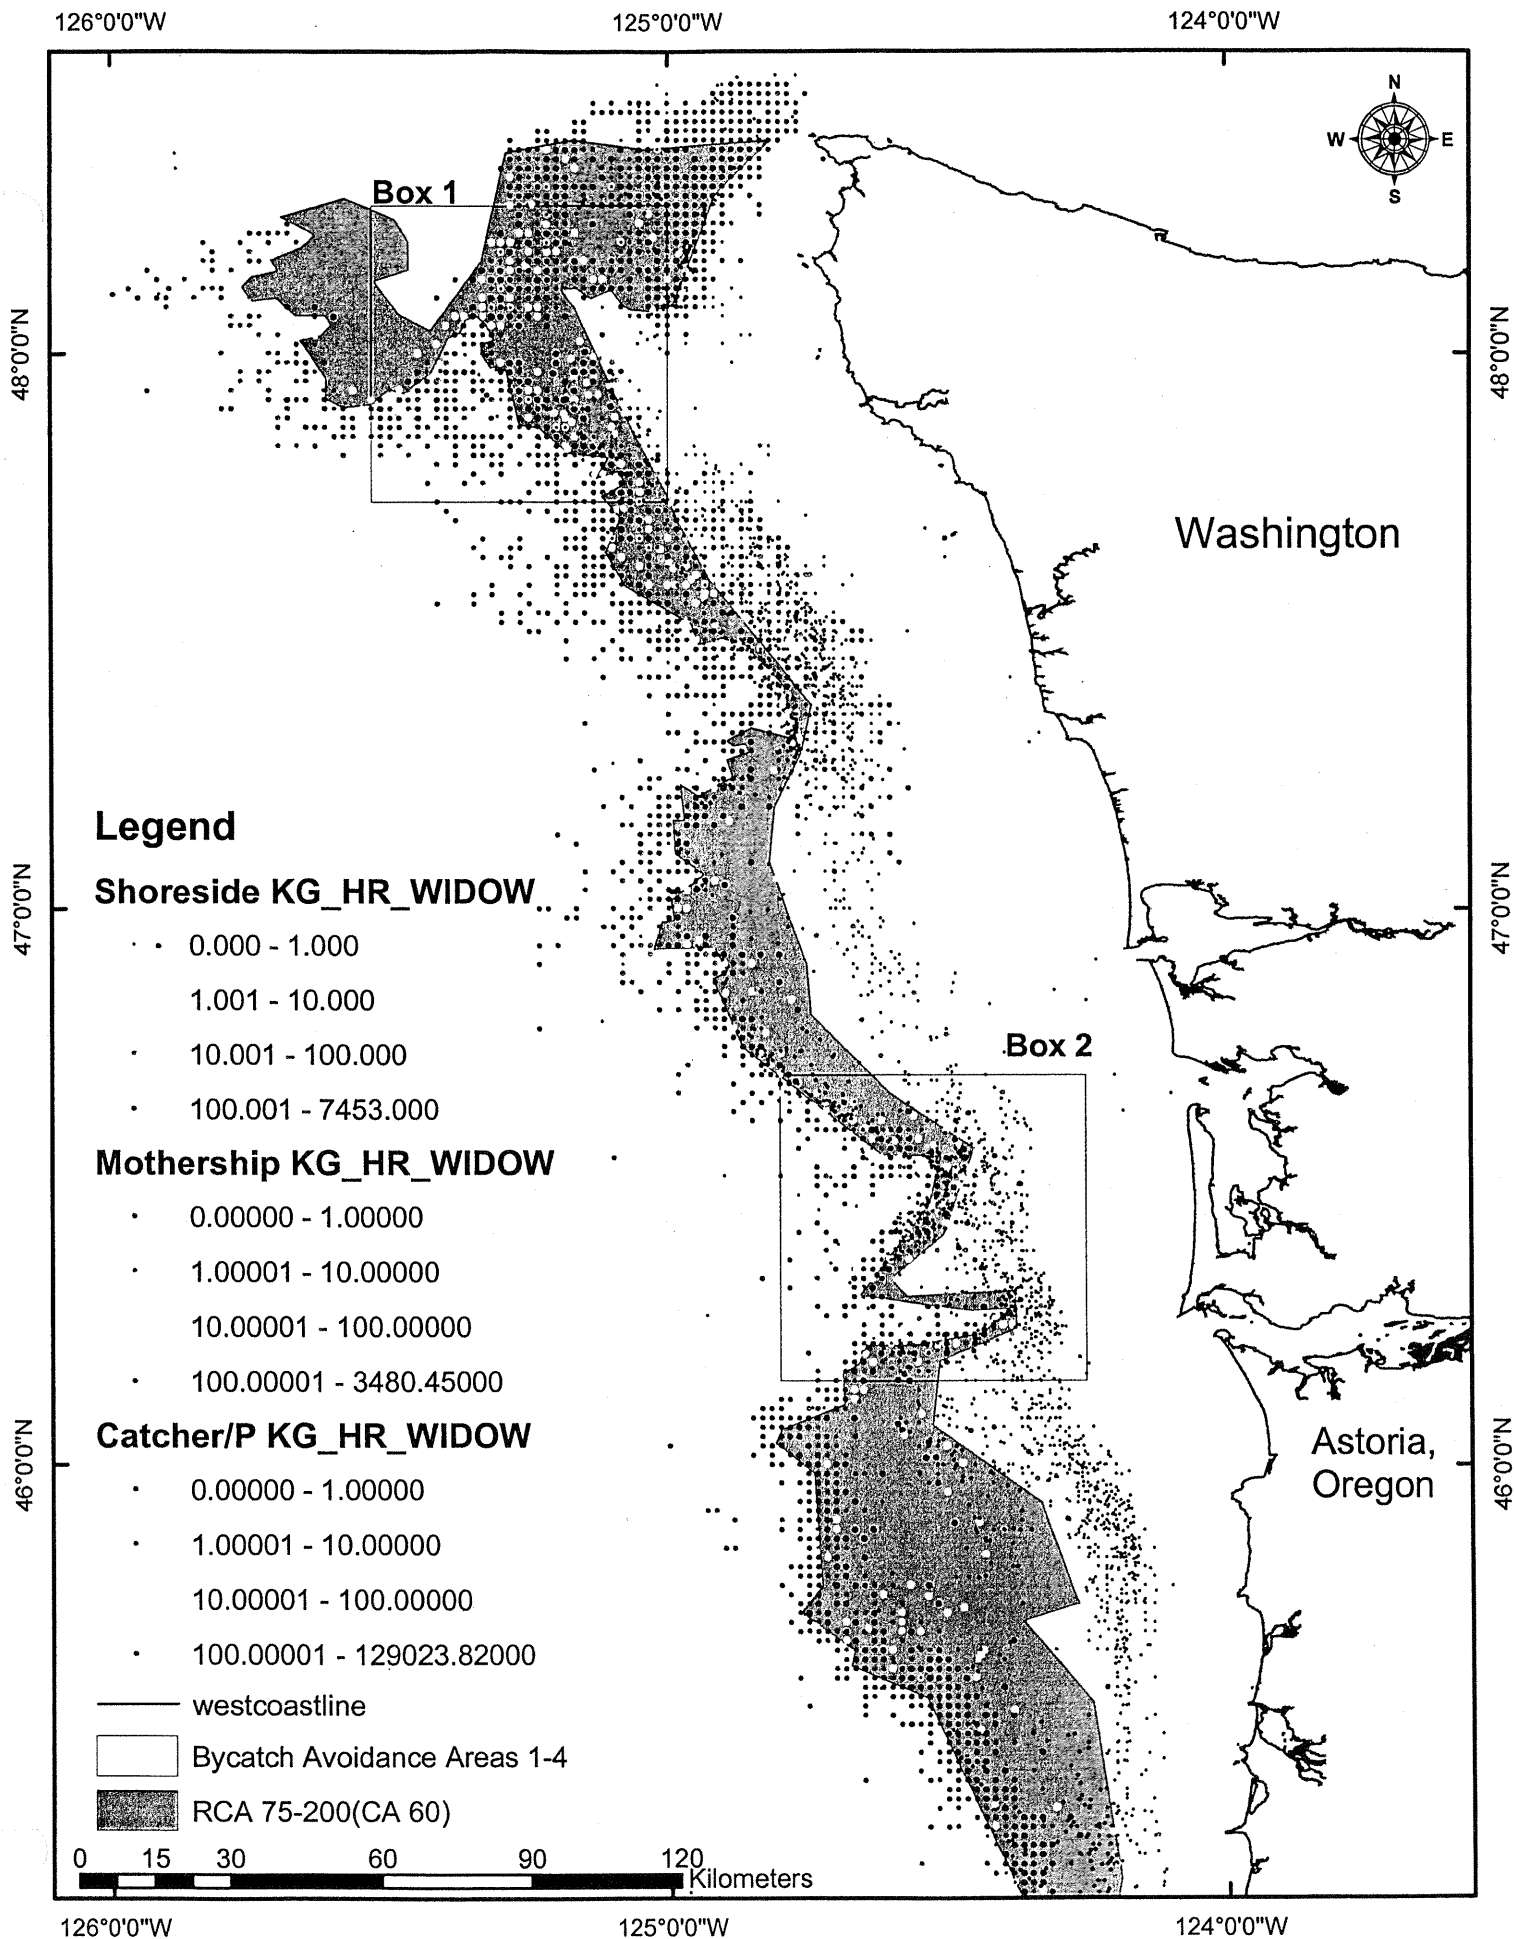 126°0'0"W 125°0'0"W 124°0'0"W
N
W E
S
Box 1
48°0'0"N 48°0'0"N
Washington
Legend
Shoreside KG_HR_WIDOW
0.000 - 1.000
1.001 - 10.000
10.001 - 100.000
100.001 - 7453.000
47°0'0"N 47°0'0"N
Box 2
Mothership KG_HR_WIDOW
0.00000 - 1.00000
1.00001 - 10.00000
10.00001 - 100.00000
100.00001 - 3480.45000
Catcher/P KG_HR_WIDOW
0.00000 - 1.00000
1.00001 - 10.00000
10.00001 - 100.00000
100.00001 - 129023.82000
46°0'0"N 46°0'0"N
Astoria,
Oregon
westcoastline
Bycatch Avoidance Areas 1-4
RCA 75-200(CA 60)
0 15 30 60 90 120
Kilometers
126°0'0"W 125°0'0"W 124°0'0"W